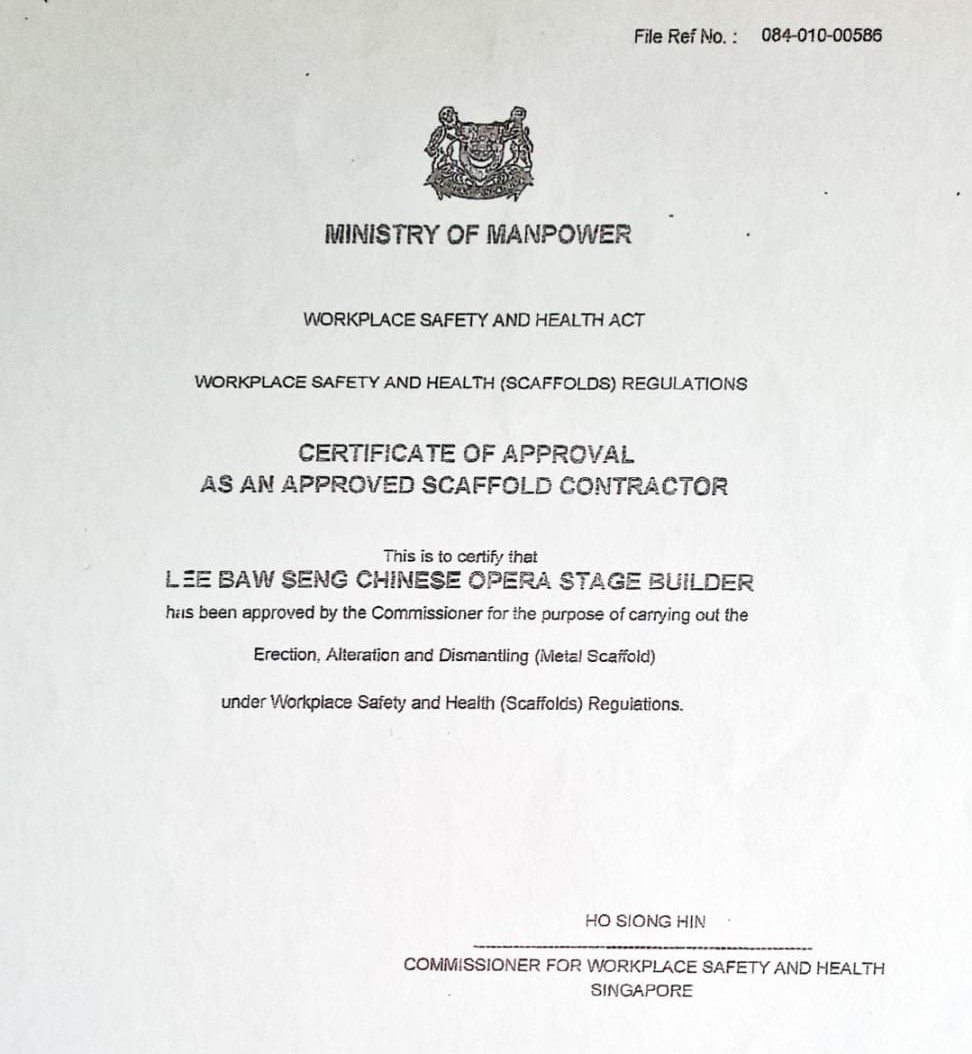 File Ref No. : 084-010-00586
MINISTRY OF MANPOWER
WORKPLACE SAFETY AND HEALTH ACT
WORKPLACE SAFETY AND HEALTH (SCAFFOLDS) REGULATIONS
CERTIFICATE OF APPROVAL
AS AN APPROVED SCAFFOLD CONTRACTOR
This is to certify that
LEE BAW SENG CHINESE OPERA STAGE BUILDER
has been approved by the Commissioner for the purpose of carrying out the
Erection, Alteration and Dismantling (Metal Scaffold)
under Workplace Safety and Health (Scaffolds) Regulations.
HO SIONG HIN
COMMISSIONER FOR WORKPLACE SAFETY AND HEALTH
SINGAPORE